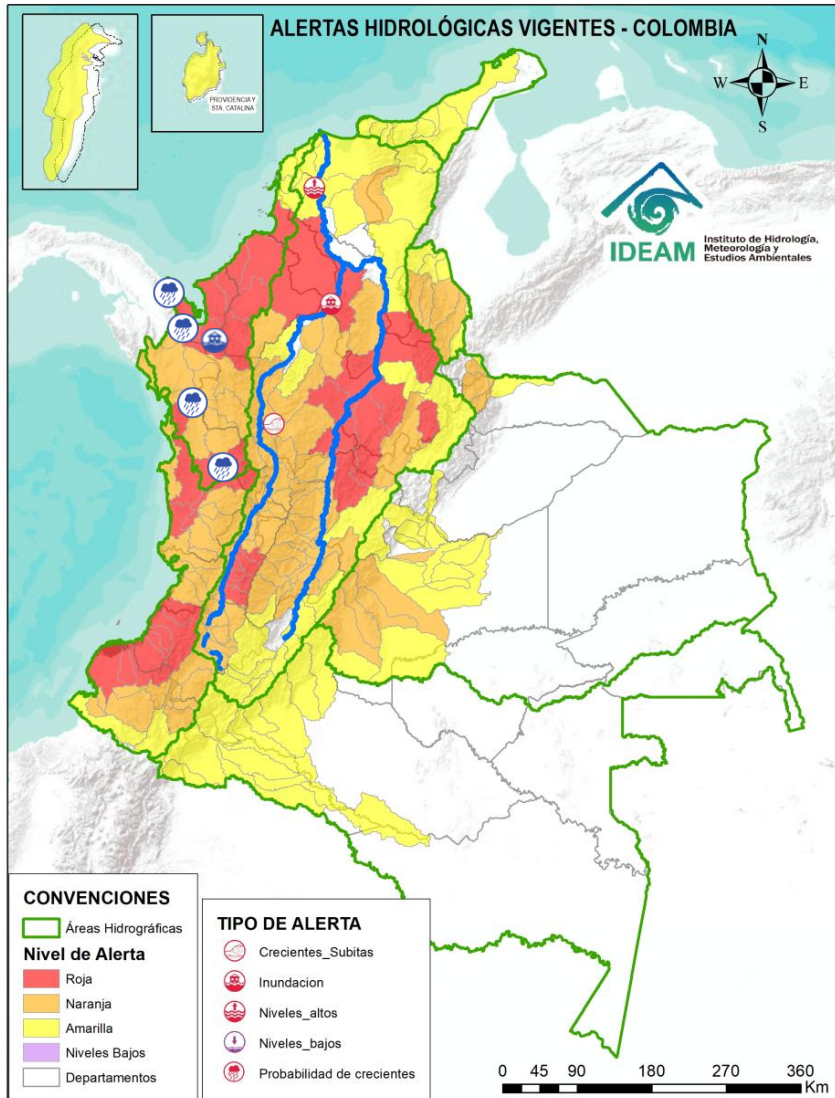 ALERTAS HIDROLÓGICAS VIGENTES - COLOMBIA
PROVIDENCIA Y
STA. CATALINA
N
W
E
S
IDEAM
Instituto de Hidrología,
Meteorología y
Estudios Ambientales
CONVENCIONES
Áreas Hidrográficas
Nivel de Alerta
Roja
Naranja
Amarilla
Niveles Bajos
Departamentos
TIPO DE ALERTA
Crecientes_Subitas
Inundacion
Niveles_altos
Niveles_bajos
Probabilidad de crecientes
0 45 90 180 270 360
Km